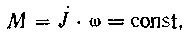 M = J̇ · ω = const,